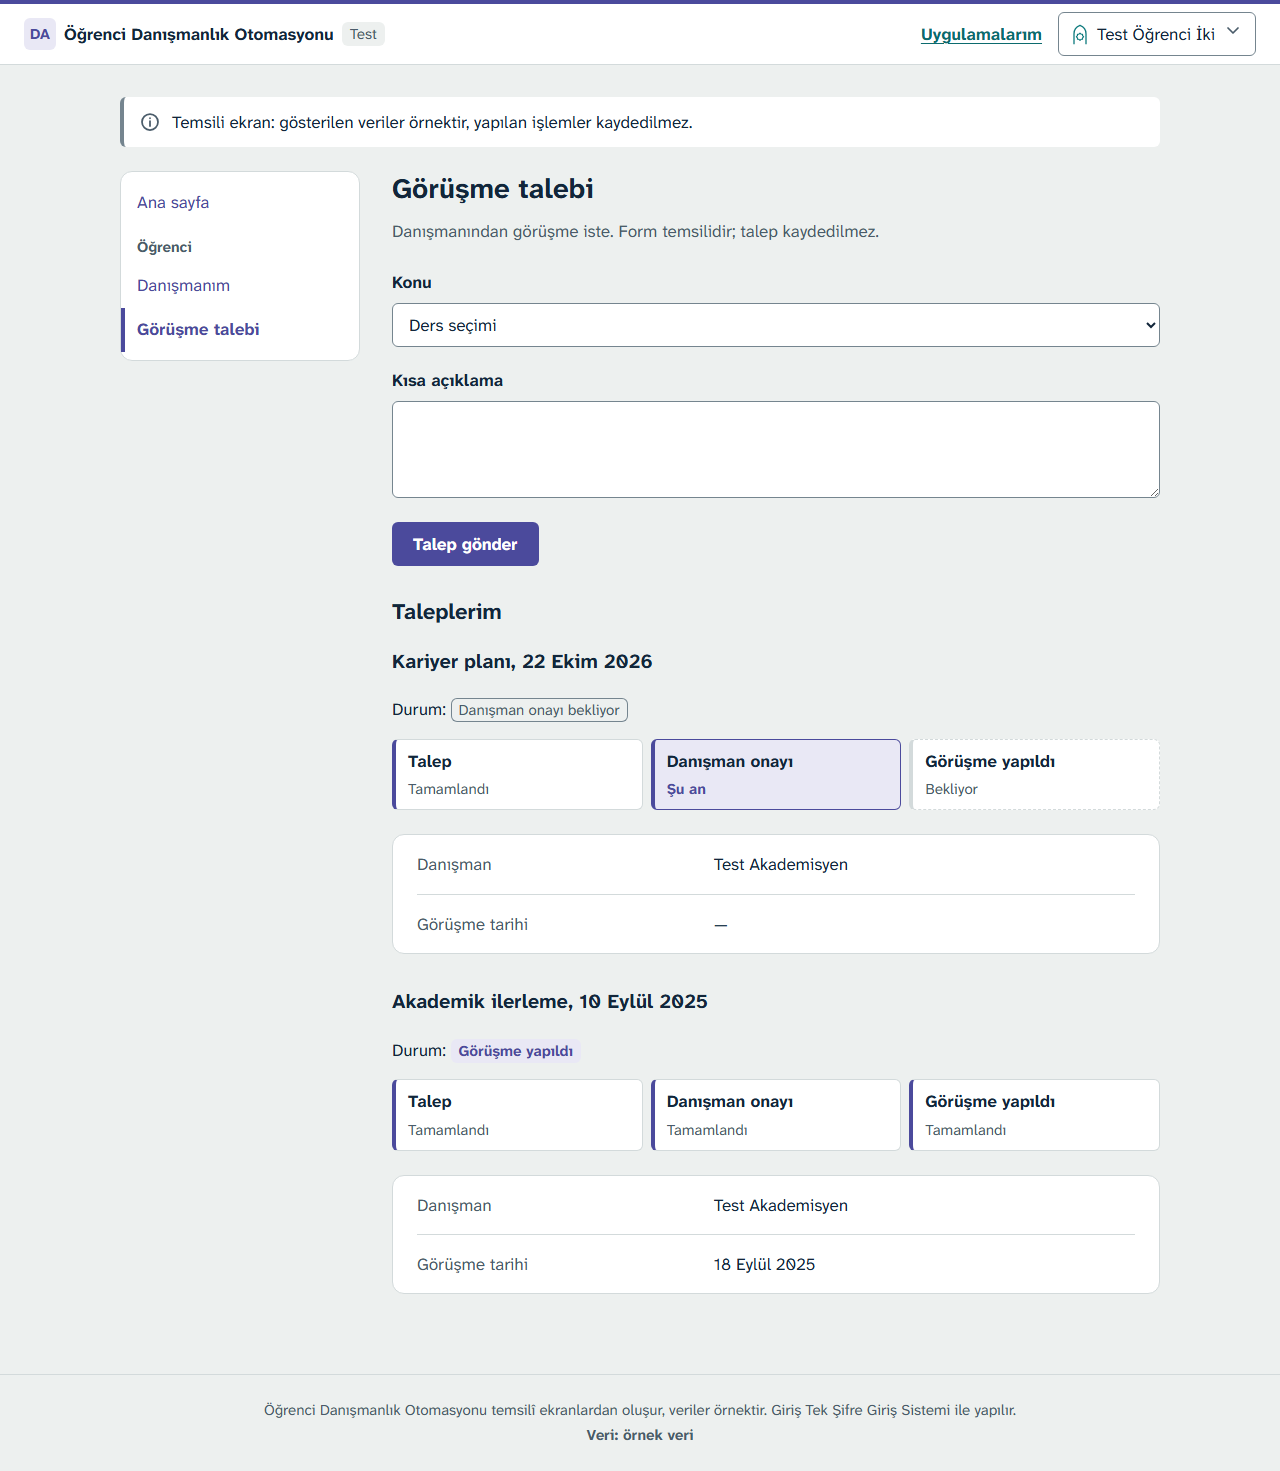 DA Öğrenci Danışmanlık Otomasyonu Test
Uygulamalarım
Test Öğrenci İki
Temsili ekran: gösterilen veriler örnektir, yapılan işlemler kaydedilmez.
Ana sayfa
Öğrenci
Danışmanım
Görüşme talebi
Görüşme talebi
Danışmanından görüşme iste. Form temsilidir; talep kaydedilmez.
Konu
Ders seçimi
Kısa açıklama
Talep gönder
Taleplerim
Kariyer planı, 22 Ekim 2026
Durum: Danışman onayı bekliyor
Talep
Tamamlandı
Danışman onayı
Şu an
Görüşme yapıldı
Bekliyor
Danışman Test Akademisyen
Görüşme tarihi —
Akademik ilerleme, 10 Eylül 2025
Durum: Görüşme yapıldı
Talep
Tamamlandı
Danışman onayı
Tamamlandı
Görüşme yapıldı
Tamamlandı
Danışman Test Akademisyen
Görüşme tarihi 18 Eylül 2025
Öğrenci Danışmanlık Otomasyonu temsilî ekranlardan oluşur, veriler örnektir. Giriş Tek Şifre Giriş Sistemi ile yapılır.
Veri: örnek veri